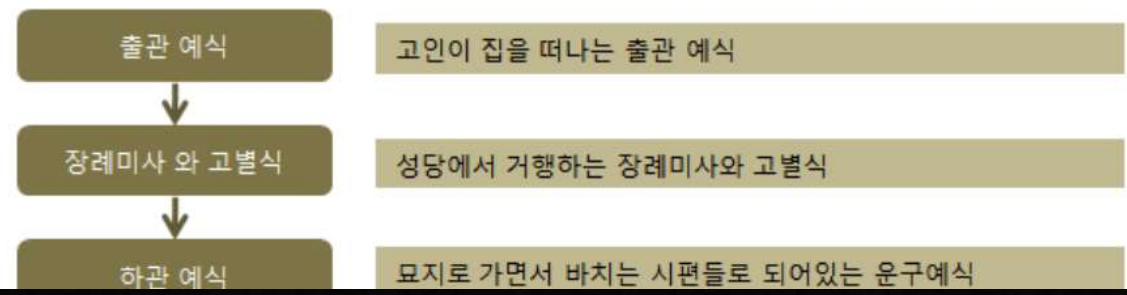 출관 예식
고인이 집을 떠나는 출관 예식
장례미사 와 고별식
성당에서 거행하는 장례미사와 고별식
하관 예식
묘지로 가면서 바치는 시편들로 되어있는 운구예식